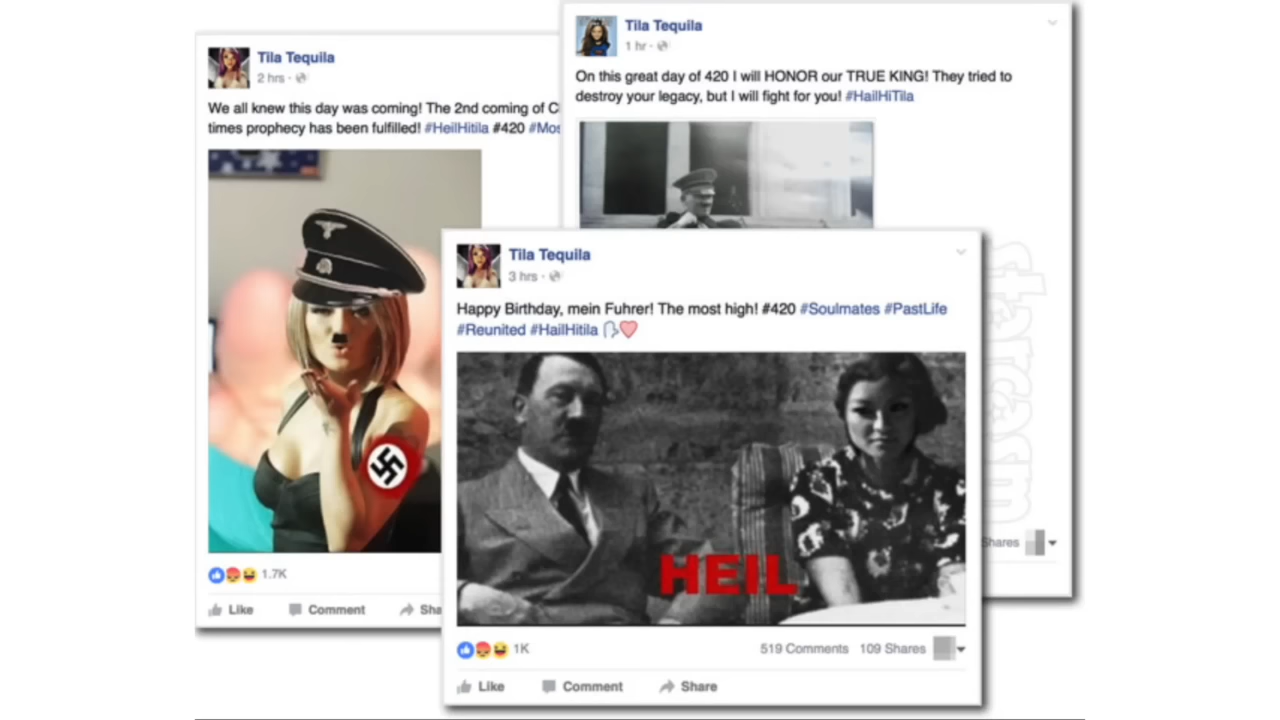 Tila Tequila
2 hrs ·
We all knew this day was coming! The 2nd coming of
times prophecy has been fulfilled! #HeilHitila #420
1.7K
Like Comment
Tila Tequila
1 hr ·
On this great day of 420 I will HONOR our TRUE KING! They tried to
destroy your legacy, but I will fight for you! #HailHiTila
Shares
starcasm
Tila Tequila
3 hrs ·
Happy Birthday, mein Fuhrer! The most high! #420 #Soulmates #PastLife
#Reunited #HailHitila
HEIL
1K 519 Comments 109 Shares
Like Comment Share